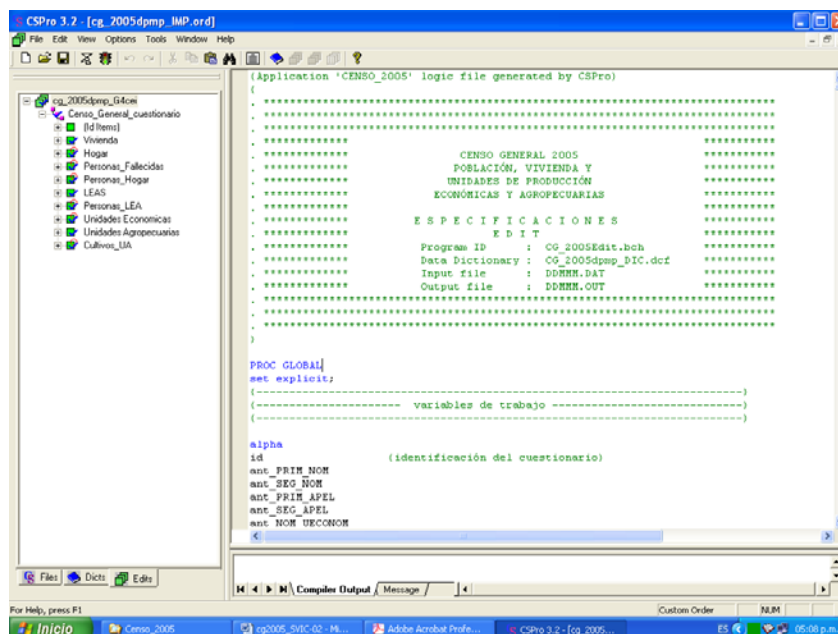 CSPro 3.2 - [cg_2005dpmp_IMP.ord]
File Edit View Options Tools Window Help
cg_2005dpmp_G4cei
Censo_General_cuestionario
(Id Items)
Vivienda
Hogar
Personas_Fallecidas
Personas_Hogar
LEAS
Personas_LEA
Unidades Economicas
Unidades Agropecuarias
Cultivos_UA
Files Dicts Edits
{Application 'CENSO_2005' logic file generated by CSPro}
{
CENSO GENERAL 2005
POBLACIÓN, VIVIENDA Y
UNIDADES DE PRODUCCIÓN
ECONÓMICAS Y AGROPECUARIAS
E S P E C I F I C A C I O N E S
E D I T
Program ID : CG_2005Edit.bch
Data Dictionary : CG_2005dpmp_DIC.dcf
Input file : DDMMM.DAT
Output file : DDMMM.OUT
}
PROC GLOBAL
set explicit;
variables de trabajo
alpha
id {identificación del cuestionario}
ant_PRIM_NOM
ant_SEG_NOM
ant_PRIM_APEL
ant_SEG_APEL
ant_NOM_UECONOM
Compiler Output Message
For Help, press F1 Custom Order NUM
Inicio Censo_2005 cg2005_SVIC-02 - Mi... Adobe Acrobat Profe... CSPro 3.2 - [cg_2005... ES 05:08 p.m.